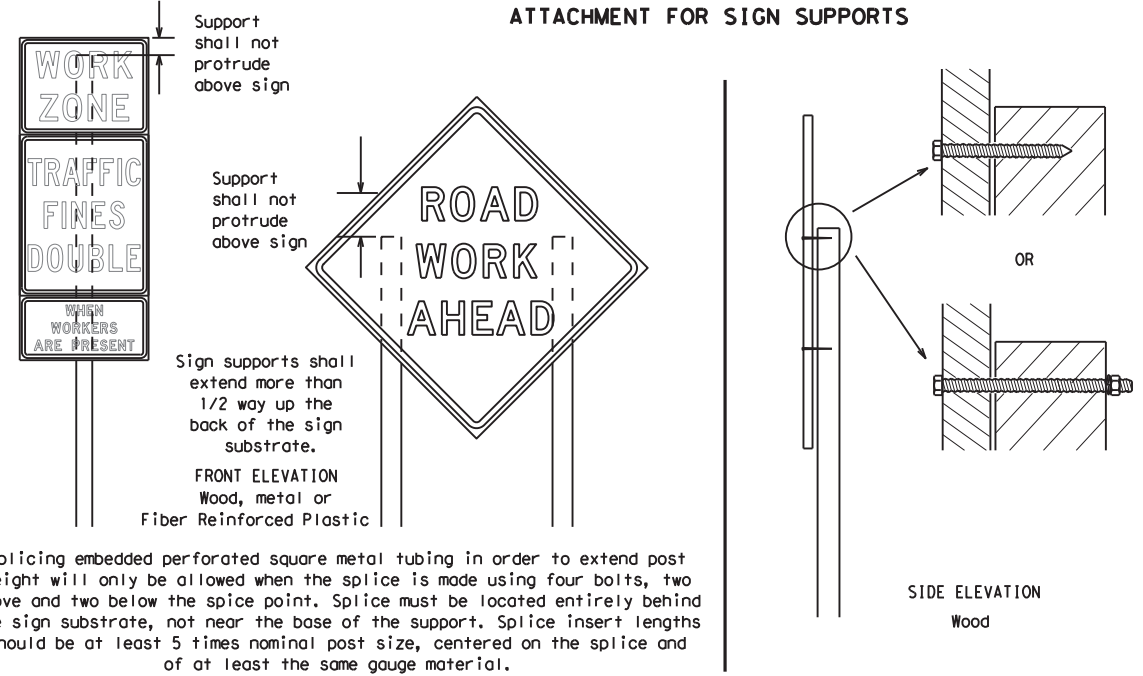 ATTACHMENT FOR SIGN SUPPORTS
Support
shall not
protrude
above sign
WORK
ZONE
TRAFFIC
FINES
DOUBLE
WHEN
WORKERS
ARE PRESENT
Support
shall not
protrude
above sign
ROAD
WORK
AHEAD
Sign supports shall
extend more than
1/2 way up the
back of the sign
substrate.
FRONT ELEVATION
Wood, metal or
Fiber Reinforced Plastic
OR
SIDE ELEVATION
Wood
embedded perforated square metal tubing in order to extend post
will only be allowed when the splice is made using four bolts, two
and two below the spice point. Splice must be located entirely behind
sign substrate, not near the base of the support. Splice insert lengths
be at least 5 times nominal post size, centered on the splice and
of at least the same gauge material.